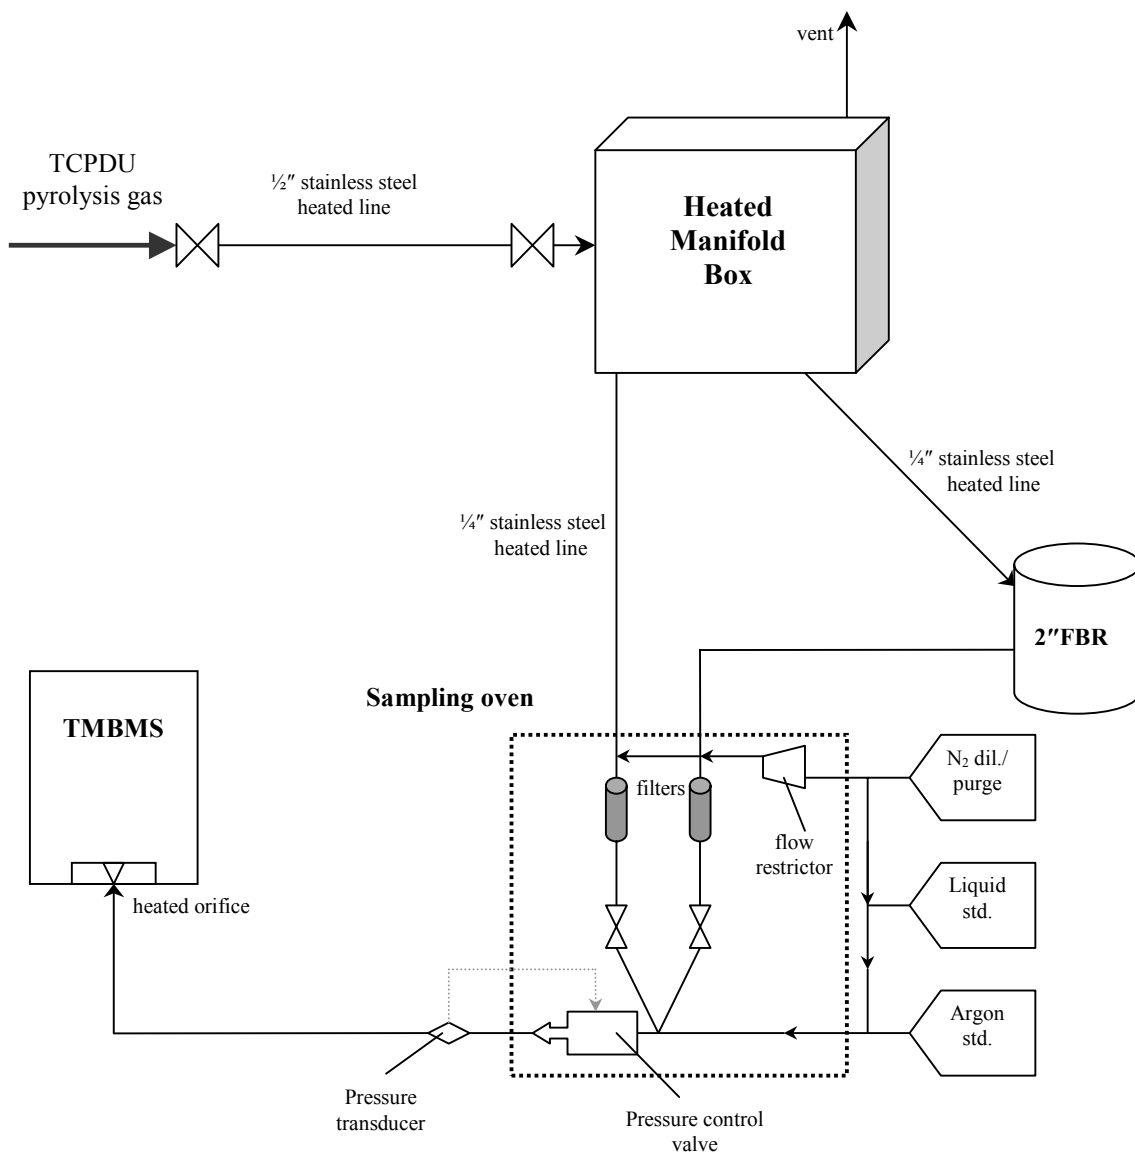 vent
TCPDU
pyrolysis gas
½″ stainless steel
heated line
Heated
Manifold
Box
¼″ stainless steel
heated line
¼″ stainless steel
heated line
2″FBR
Sampling oven
TMBMS
N₂ dil./
purge
filters
flow
restrictor
Liquid
std.
heated orifice
Argon
std.
Pressure
transducer
Pressure control
valve